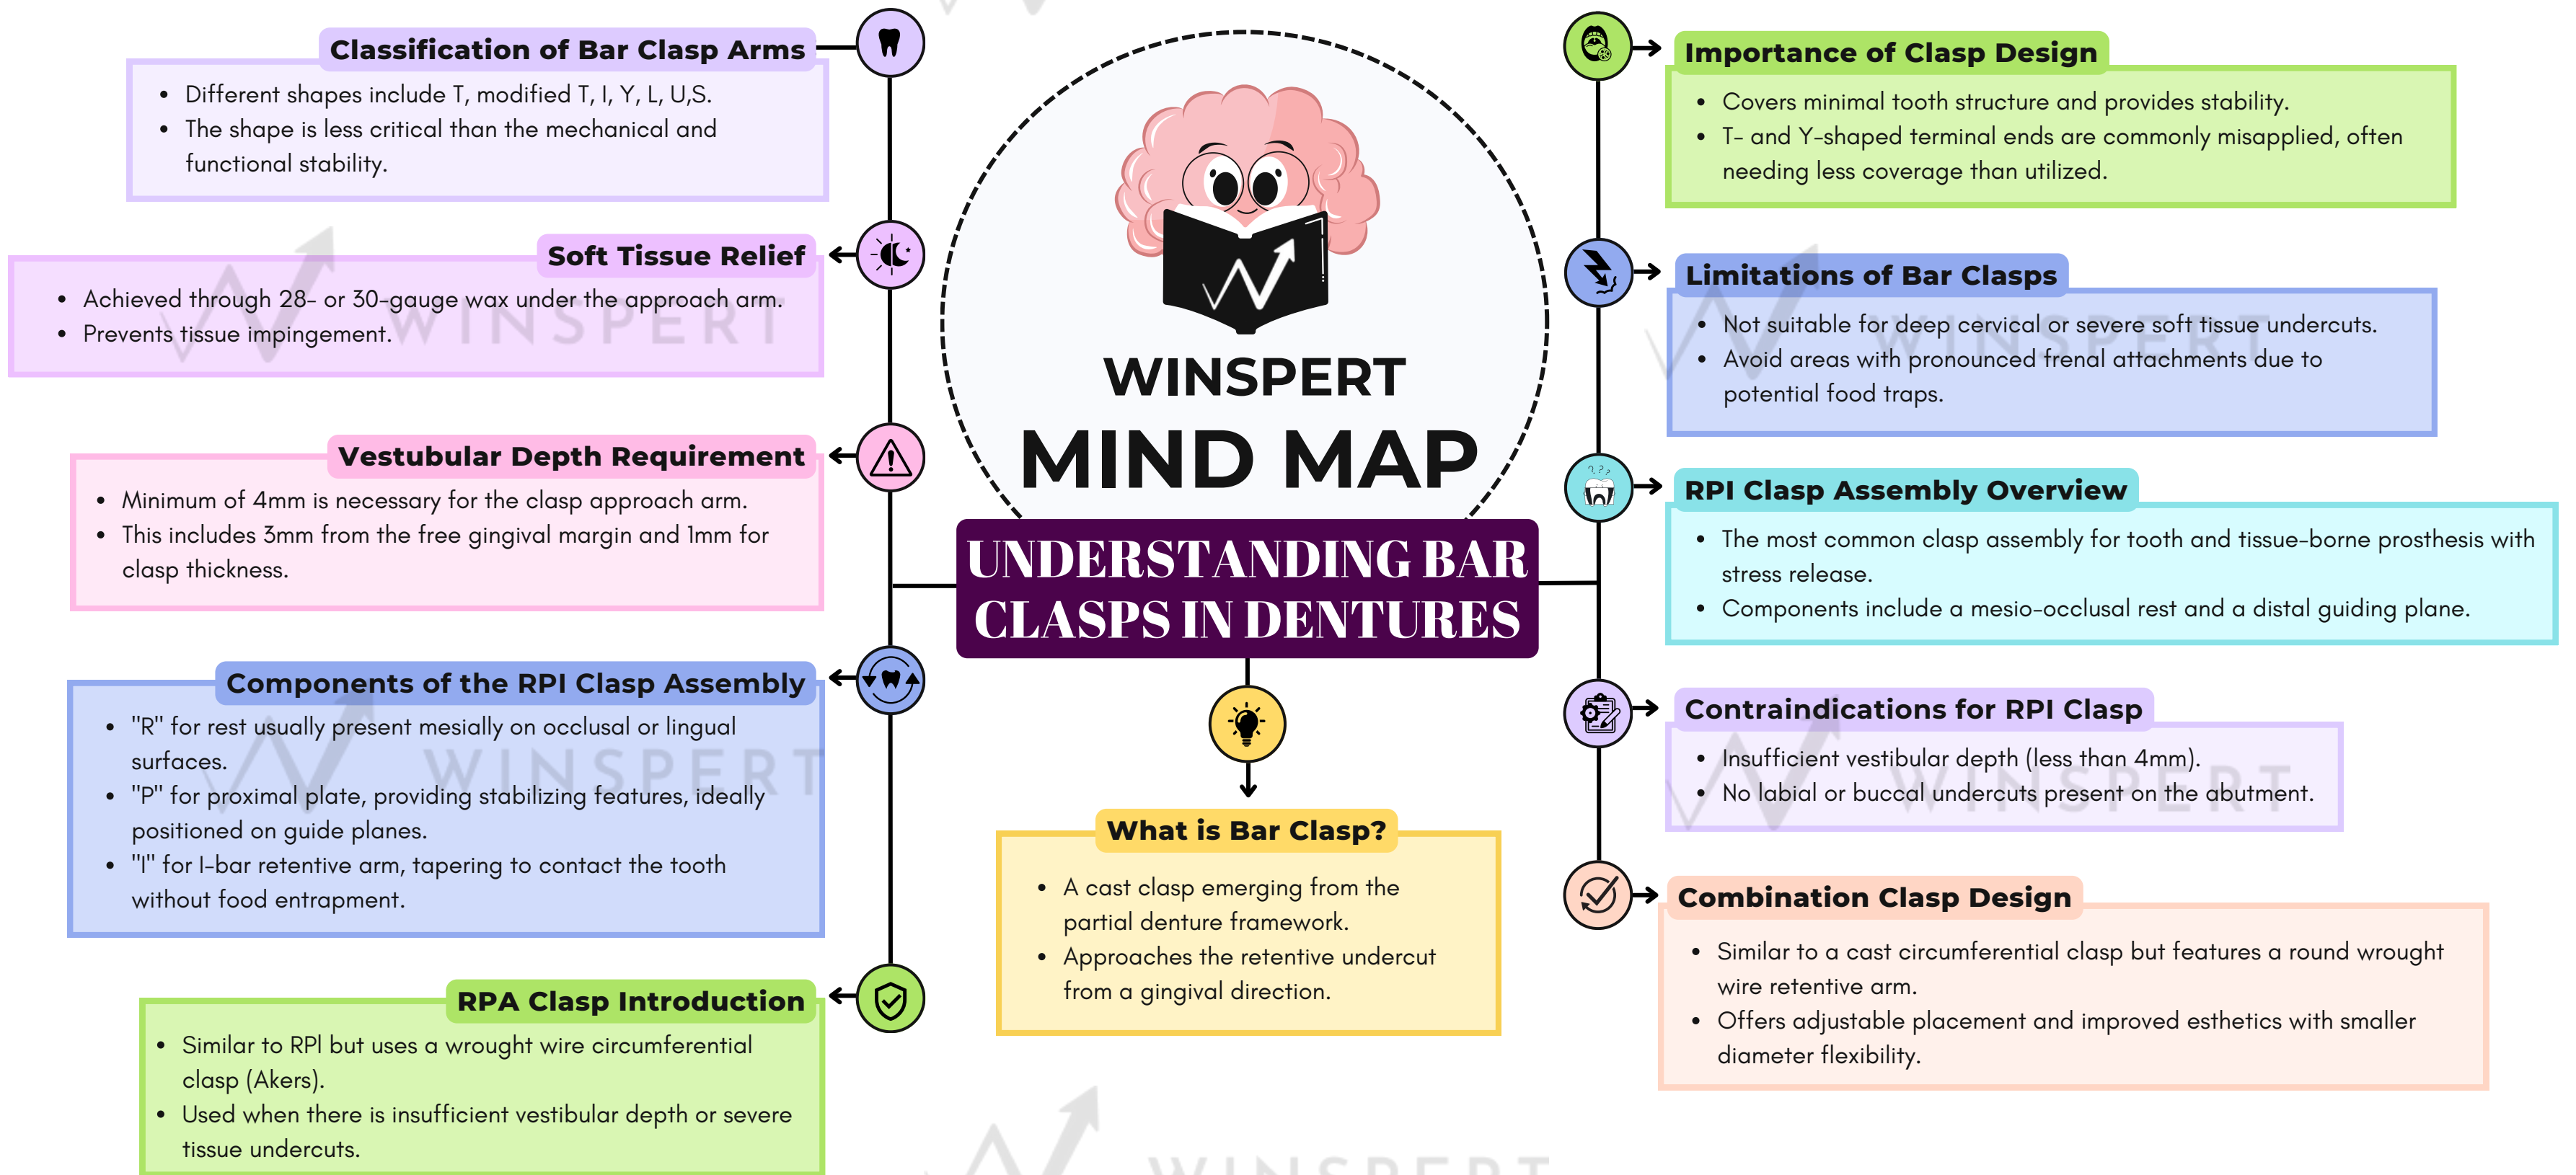 Classification of Bar Clasp Arms
• Different shapes include T, modified T, I, Y, L, U,S.
• The shape is less critical than the mechanical and
functional stability.
Soft Tissue Relief
• Achieved through 28- or 30-gauge wax under the approach arm.
• Prevents tissue impingement.
WINSPERT
Vestubular Depth Requirement
• Minimum of 4mm is necessary for the clasp approach arm.
• This includes 3mm from the free gingival margin and 1mm for
clasp thickness.
Components of the RPI Clasp Assembly
• "R" for rest usually present mesially on occlusal or lingual
surfaces.
• "P" for proximal plate, providing stabilizing features, ideally
positioned on guide planes.
• "I" for I-bar retentive arm, tapering to contact the tooth
without food entrapment.
WINSPERT
RPA Clasp Introduction
• Similar to RPI but uses a wrought wire circumferential
clasp (Akers).
• Used when there is insufficient vestibular depth or severe
tissue undercuts.
WINSPERT
MIND MAP
UNDERSTANDING BAR
CLASPS IN DENTURES
What is Bar Clasp?
• A cast clasp emerging from the
partial denture framework.
• Approaches the retentive undercut
from a gingival direction.
WINSPERT
Importance of Clasp Design
• Covers minimal tooth structure and provides stability.
• T- and Y-shaped terminal ends are commonly misapplied, often
needing less coverage than utilized.
Limitations of Bar Clasps
• Not suitable for deep cervical or severe soft tissue undercuts.
• Avoid areas with pronounced frenal attachments due to
potential food traps.
WINSPERT
RPI Clasp Assembly Overview
• The most common clasp assembly for tooth and tissue-borne prosthesis with
stress release.
• Components include a mesio-occlusal rest and a distal guiding plane.
Contraindications for RPI Clasp
• Insufficient vestibular depth (less than 4mm).
• No labial or buccal undercuts present on the abutment.
WINSPERT
Combination Clasp Design
• Similar to a cast circumferential clasp but features a round wrought
wire retentive arm.
• Offers adjustable placement and improved esthetics with smaller
diameter flexibility.